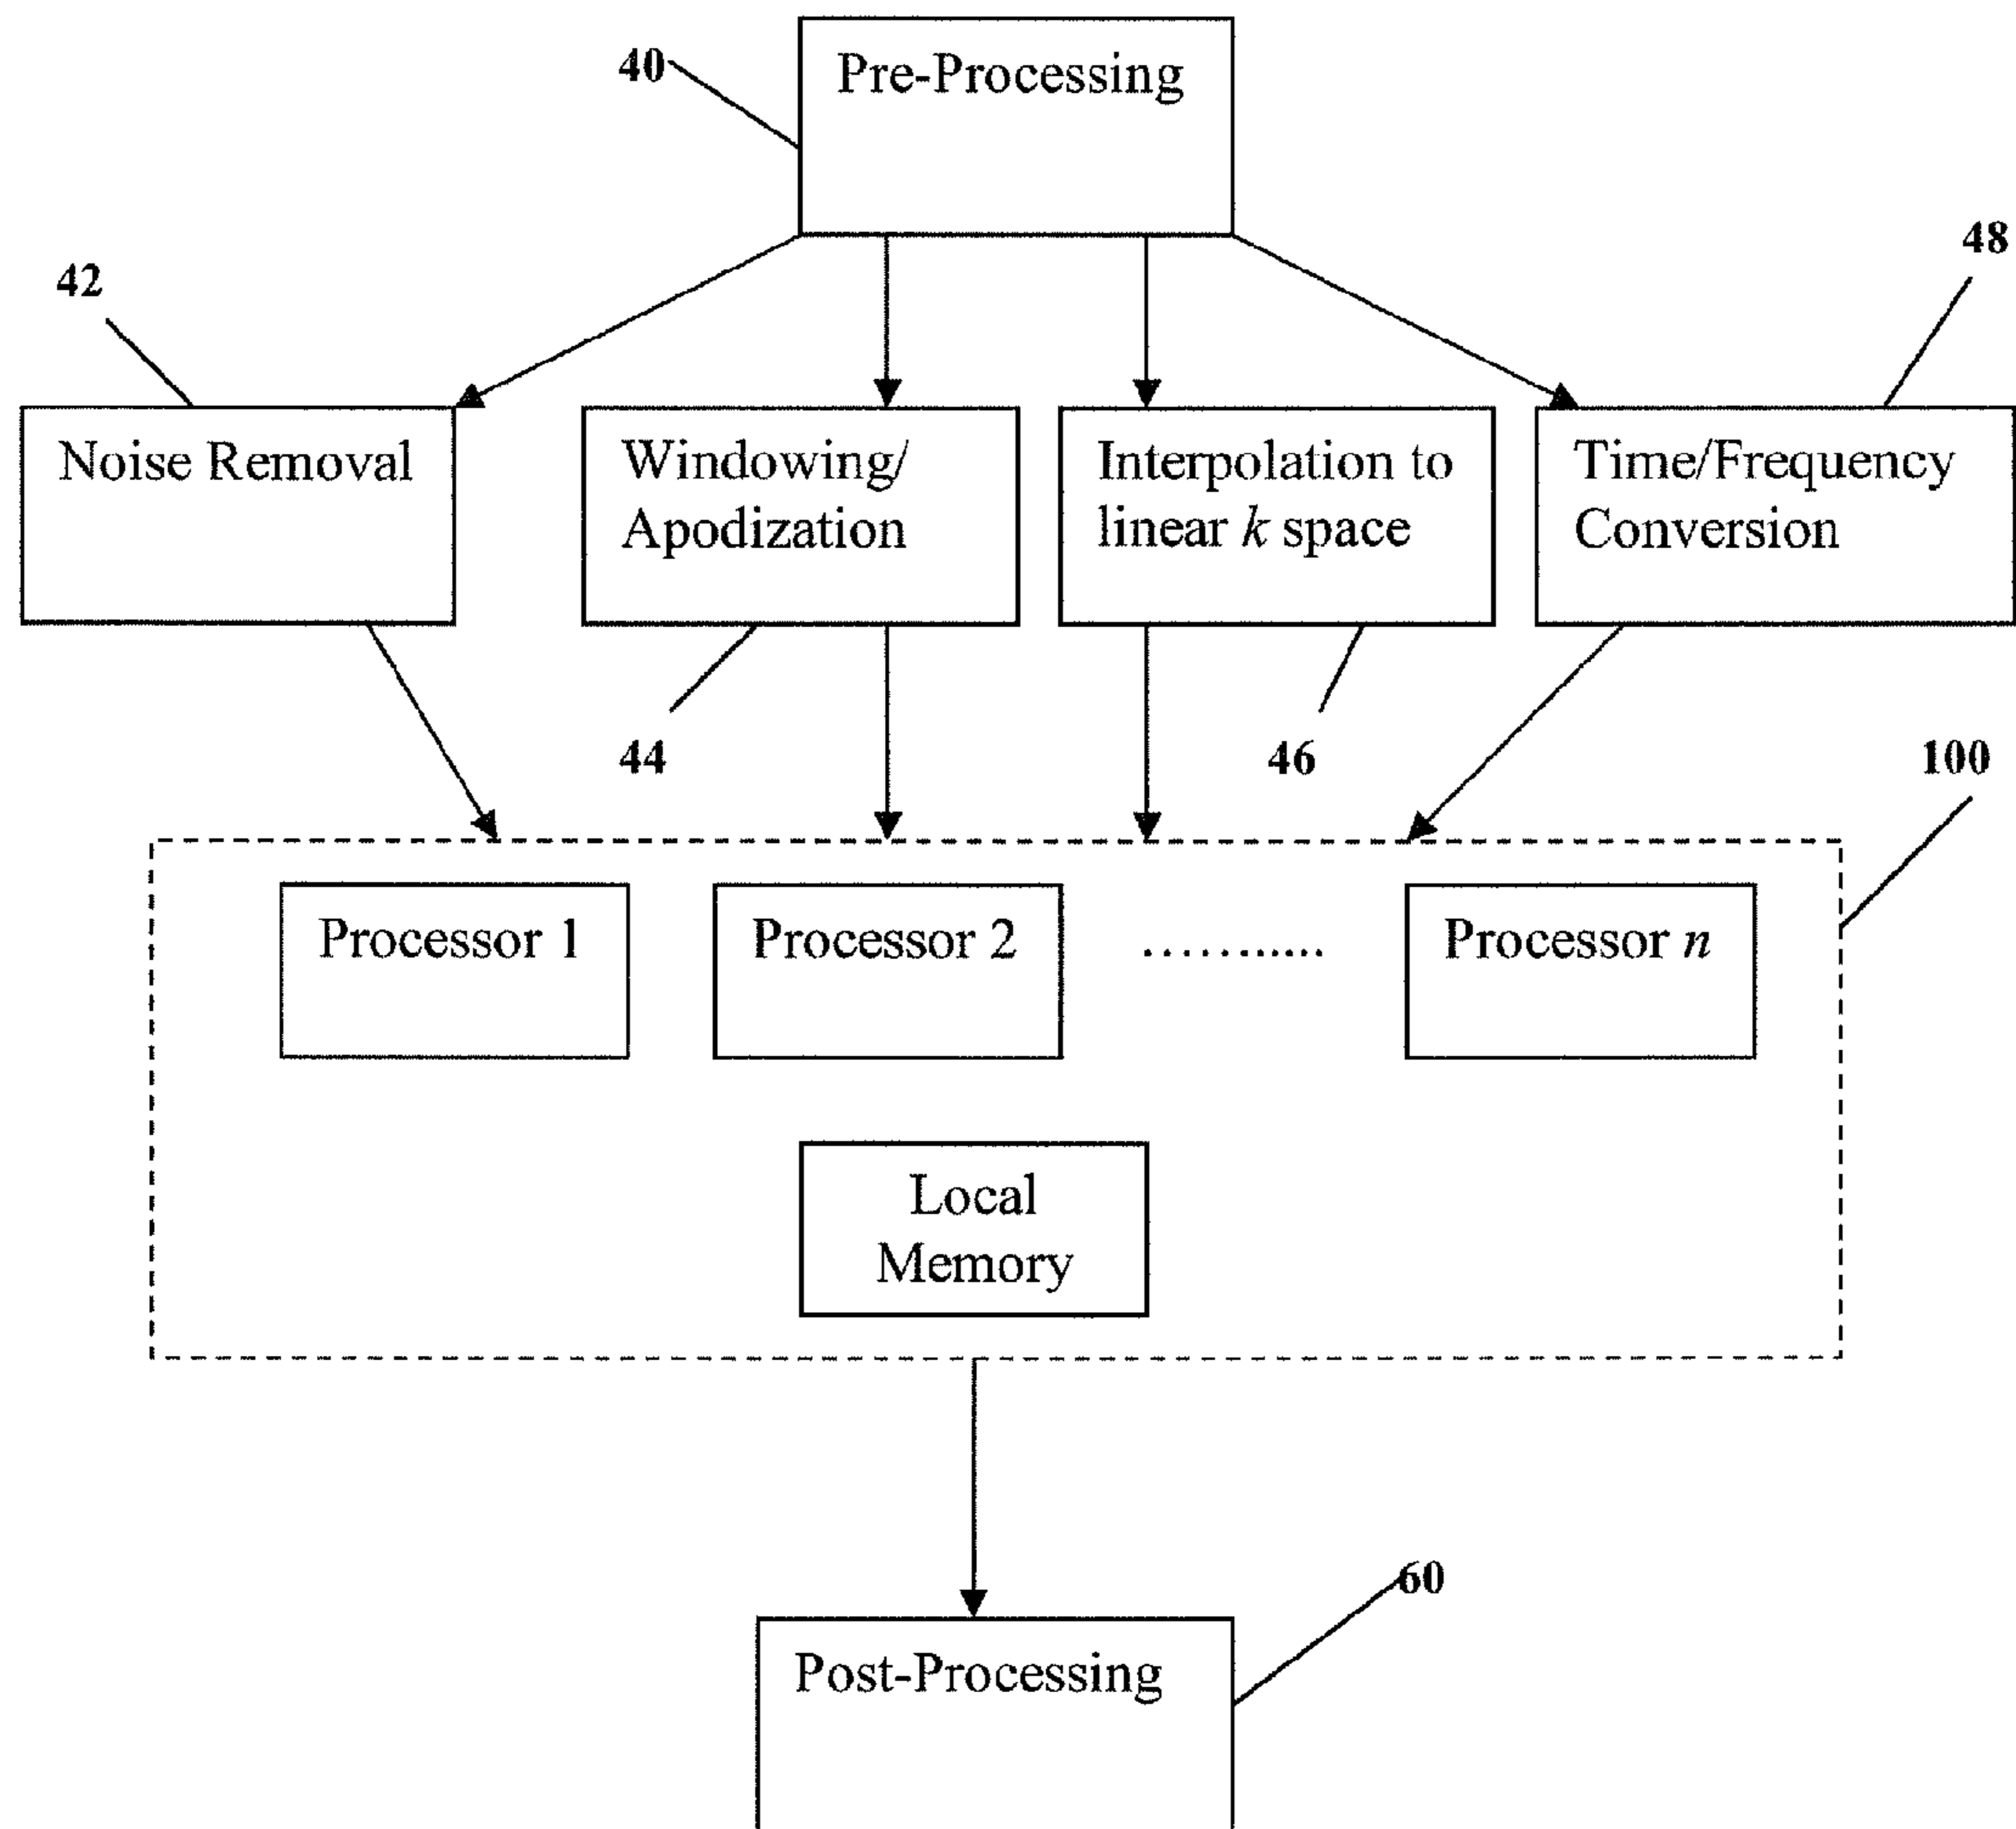 40
Pre-Processing
48
42
Noise Removal
Windowing/
Apodization
Interpolation to
linear k space
Time/Frequency
Conversion
44
46
100
Processor 1
Processor 2
...........
Processor n
Local
Memory
60
Post-Processing